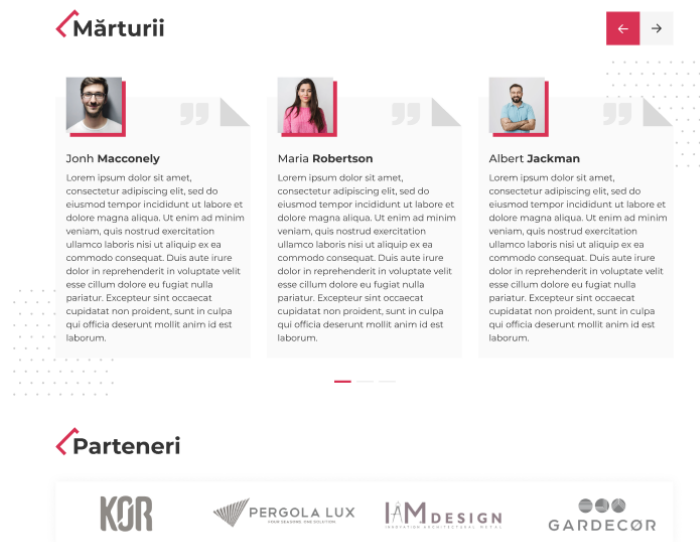 Mărturii
Jonh Macconely
Lorem ipsum dolor sit amet,
consectetur adipiscing elit, sed do
eiusmod tempor incididunt ut labore et
dolore magna aliqua. Ut enim ad minim
veniam, quis nostrud exercitation
ullamco laboris nisi ut aliquip ex ea
commodo consequat. Duis aute irure
dolor in reprehenderit in voluptate velit
esse cillum dolore eu fugiat nulla
pariatur. Excepteur sint occaecat
cupidatat non proident, sunt in culpa
qui officia deserunt mollit anim id est
laborum.
Maria Robertson
Lorem ipsum dolor sit amet,
consectetur adipiscing elit, sed do
eiusmod tempor incididunt ut labore et
dolore magna aliqua. Ut enim ad minim
veniam, quis nostrud exercitation
ullamco laboris nisi ut aliquip ex ea
commodo consequat. Duis aute irure
dolor in reprehenderit in voluptate velit
esse cillum dolore eu fugiat nulla
pariatur. Excepteur sint occaecat
cupidatat non proident, sunt in culpa
qui officia deserunt mollit anim id est
laborum.
Albert Jackman
Lorem ipsum dolor sit amet,
consectetur adipiscing elit, sed do
eiusmod tempor incididunt ut labore et
dolore magna aliqua. Ut enim ad minim
veniam, quis nostrud exercitation
ullamco laboris nisi ut aliquip ex ea
commodo consequat. Duis aute irure
dolor in reprehenderit in voluptate velit
esse cillum dolore eu fugiat nulla
pariatur. Excepteur sint occaecat
cupidatat non proident, sunt in culpa
qui officia deserunt mollit anim id est
laborum.
Parteneri
KOR
PERGOLA LUX
FOUR SEASONS. ONE SOLUTION.
IAM DESIGN
INNOVATION ARCHITECTURAL METAL
GARDECOR